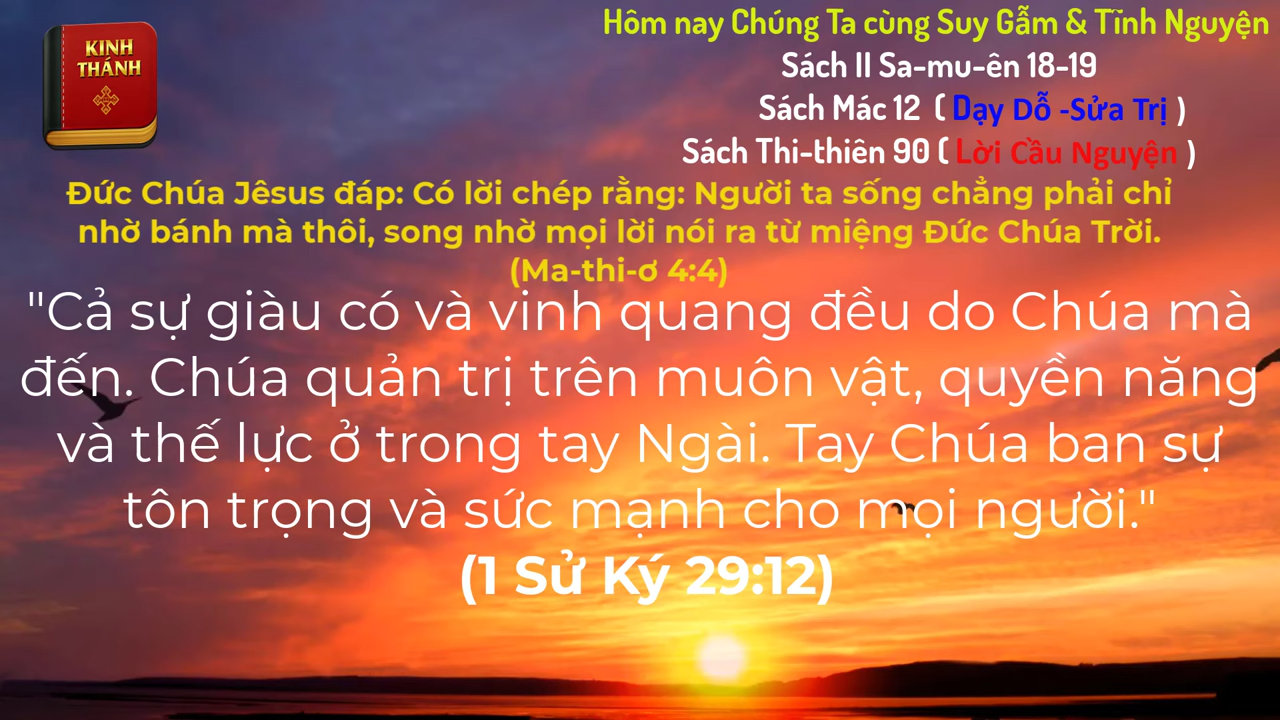 KINH
THÁNH
Hôm nay Chúng Ta cùng Suy Gẫm & Tĩnh Nguyện
Sách II Sa-mu-ên 18-19
Sách Mác 12 ( Dạy Dỗ -Sửa Trị )
Sách Thi-thiên 90 ( Lời Cầu Nguyện )
Đức Chúa Jêsus đáp: Có lời chép rằng: Người ta sống chẳng phải chỉ
nhờ bánh mà thôi, song nhờ mọi lời nói ra từ miệng Đức Chúa Trời.
(Ma-thi-ơ 4:4)
"Cả sự giàu có và vinh quang đều do Chúa mà
đến. Chúa quản trị trên muôn vật, quyền năng
và thế lực ở trong tay Ngài. Tay Chúa ban sự
tôn trọng và sức mạnh cho mọi người."
(1 Sử Ký 29:12)